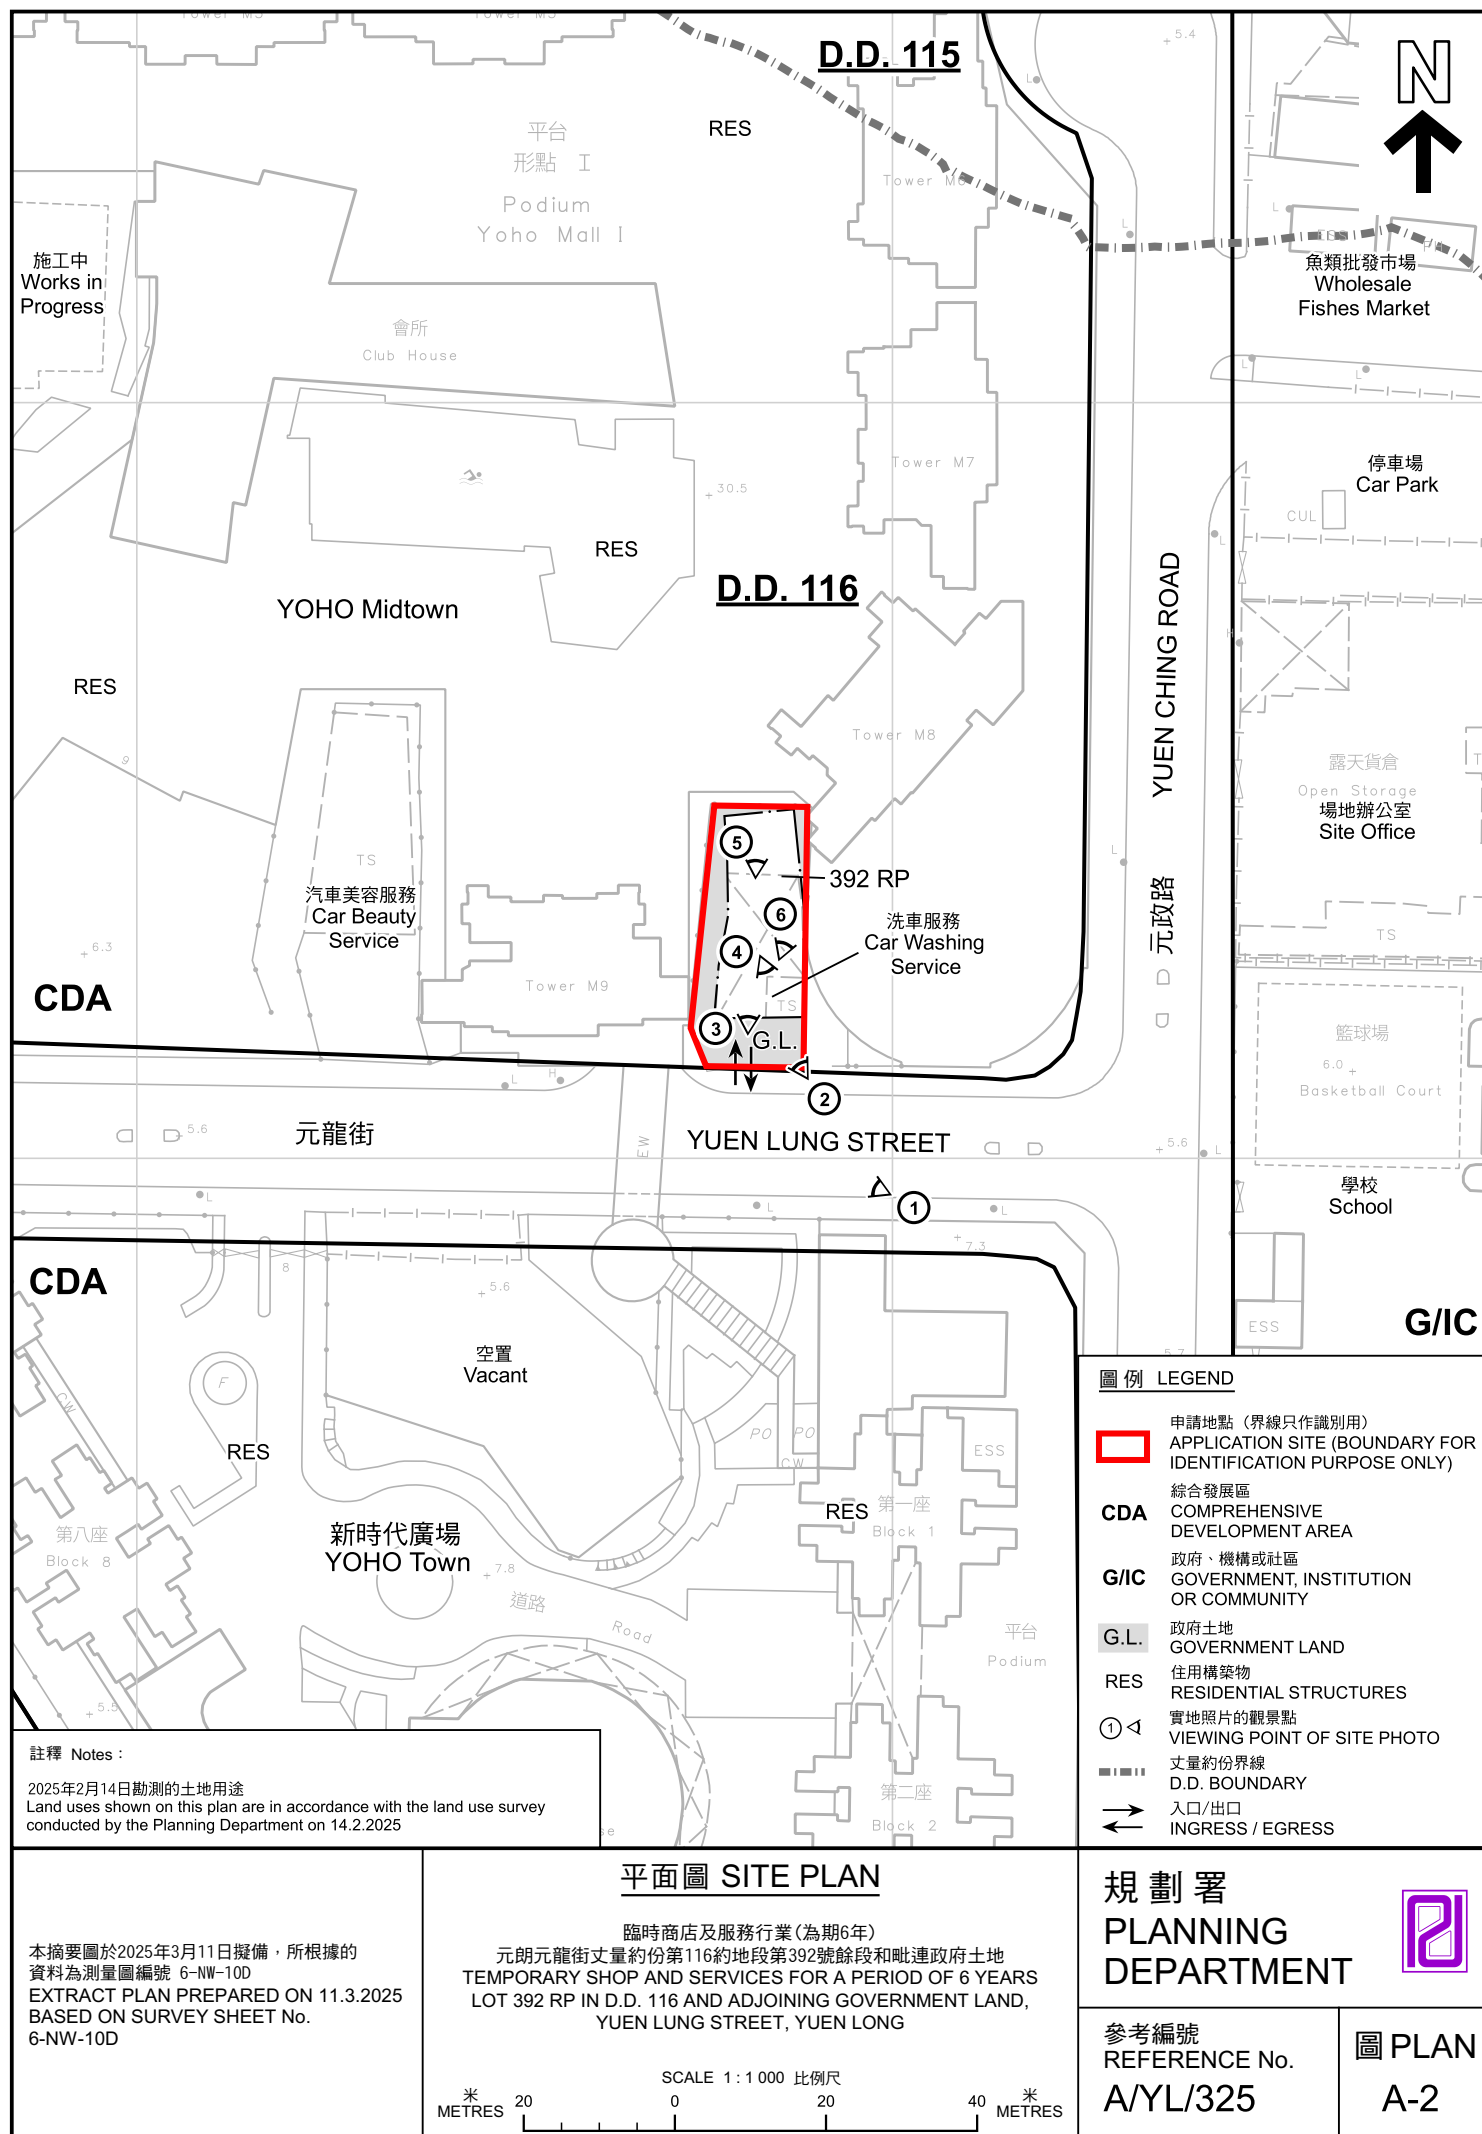 Tower M5
Tower M3
D.D. 115
5.4
N
L
平台
形點 I
Podium
Yoho Mall I
RES
Tower M6
L
L
ESS
施工中
Works in
Progress
魚類批發市場
Wholesale
Fishes Market
會所
Club House
L
L
Tower M7
30.5
停車場
Car Park
CUL
L
RES
D.D. 116
YOHO Midtown
YUEN CHING ROAD
元政路
H
RES
Tower M8
9
露天貨倉
Open Storage
場地辦公室
Site Office
T
TS
5
392 RP
L
汽車美容服務
Car Beauty
Service
6
洗車服務
Car Washing
Service
4
TS
6.3
CDA
Tower M9
TS
3
G.L.
籃球場
6.0
Basketball Court
L
H
2
元龍街
5.6
EW
YUEN LUNG STREET
5.6
L
學校
School
L
L
1
L
7.3
CDA
8
5.6
ESS
G/IC
5.7
空置
Vacant
F
CW
RES
PO
PO
CW
ESS
第八座
Block 8
新時代廣場
YOHO Town
7.8
道路
Road
RES
第一座
Block 1
平台
Podium
5.5
第二座
Block 2
se
圖例 LEGEND
申請地點（界線只作識別用）
APPLICATION SITE (BOUNDARY FOR
IDENTIFICATION PURPOSE ONLY)
CDA
綜合發展區
COMPREHENSIVE
DEVELOPMENT AREA
G/IC
政府、機構或社區
GOVERNMENT, INSTITUTION
OR COMMUNITY
G.L.
政府土地
GOVERNMENT LAND
RES
住用構築物
RESIDENTIAL STRUCTURES
1
實地照片的觀景點
VIEWING POINT OF SITE PHOTO
丈量約份界線
D.D. BOUNDARY
入口/出口
INGRESS / EGRESS
註釋 Notes :
2025年2月14日勘測的土地用途
Land uses shown on this plan are in accordance with the land use survey
conducted by the Planning Department on 14.2.2025
本摘要圖於2025年3月11日擬備，所根據的
資料為測量圖編號 6-NW-10D
EXTRACT PLAN PREPARED ON 11.3.2025
BASED ON SURVEY SHEET No.
6-NW-10D
平面圖 SITE PLAN
臨時商店及服務行業(為期6年)
元朗元龍街丈量約份第116約地段第392號餘段和毗連政府土地
TEMPORARY SHOP AND SERVICES FOR A PERIOD OF 6 YEARS
LOT 392 RP IN D.D. 116 AND ADJOINING GOVERNMENT LAND,
YUEN LUNG STREET, YUEN LONG
SCALE 1 : 1 000 比例尺
米 METRES 20 0 20 40 米 METRES
規劃署
PLANNING
DEPARTMENT
參考編號
REFERENCE No.
A/YL/325
圖 PLAN
A-2